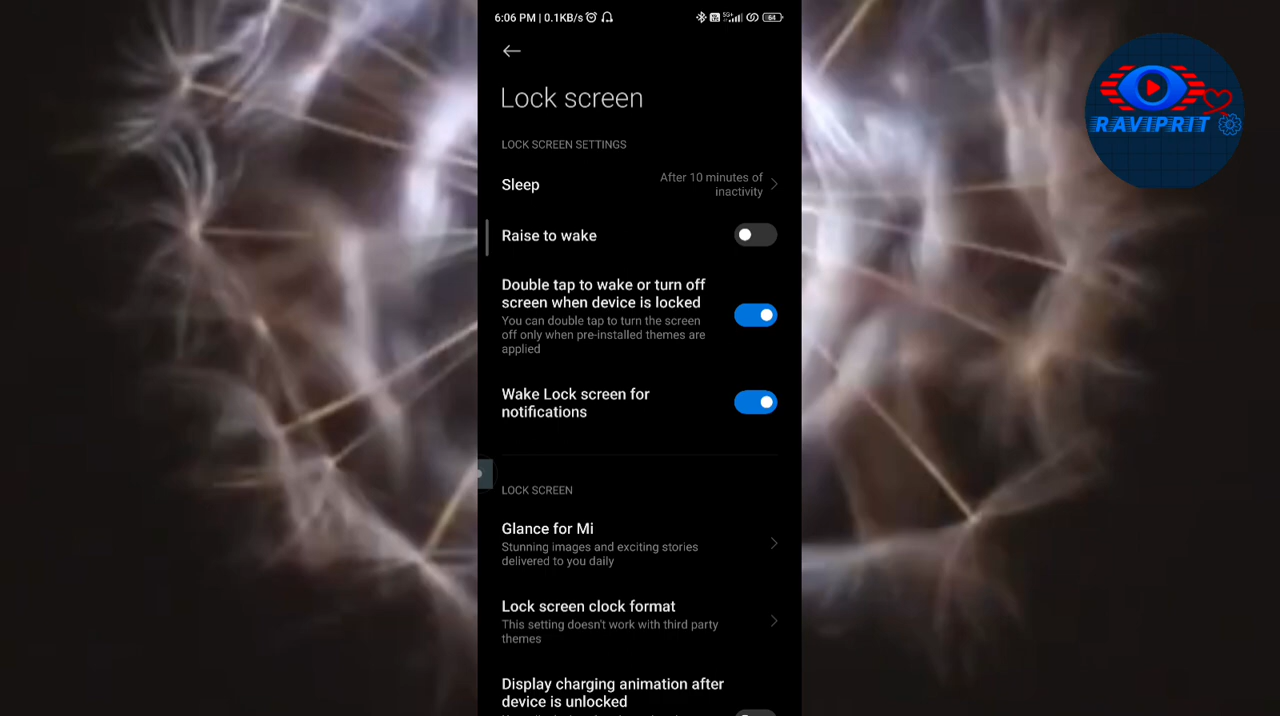 6:06 PM | 0.1KB/s
64
RAVIPRIT
Lock screen
LOCK SCREEN SETTINGS
Sleep
After 10 minutes of
inactivity
Raise to wake
Double tap to wake or turn off
screen when device is locked
You can double tap to turn the screen
off only when pre-installed themes are
applied
Wake Lock screen for
notifications
LOCK SCREEN
Glance for Mi
Stunning images and exciting stories
delivered to you daily
Lock screen clock format
This setting doesn't work with third party
themes
Display charging animation after
device is unlocked